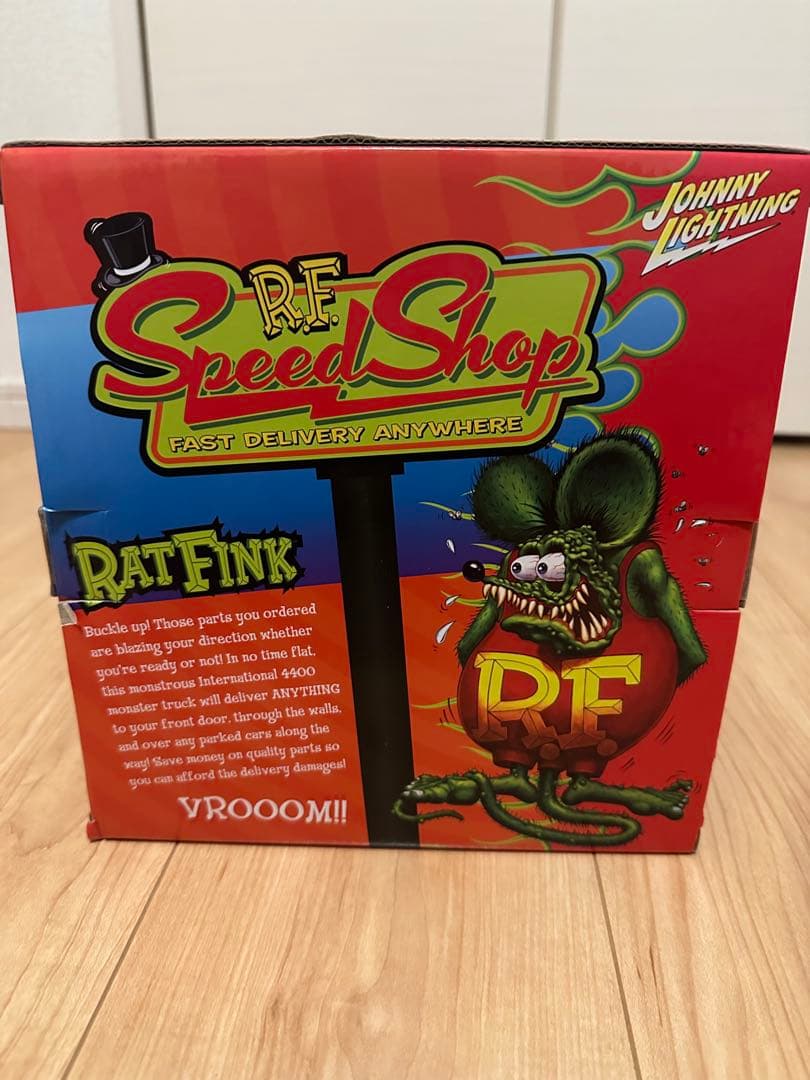 JOHNNY
LIGHTNING
R.F.
Speed Shop
FAST DELIVERY ANYWHERE
RAT FINK
Buckle up! Those parts you ordered
are blazing your direction whether
you're ready or not! In no time flat,
this monstrous International 4400
monster truck will deliver ANYTHING
to your front door, through the walls,
and over any parked cars along the
way! Save money on quality parts so
you can afford the delivery damages!
VROOOM!!
R.F.